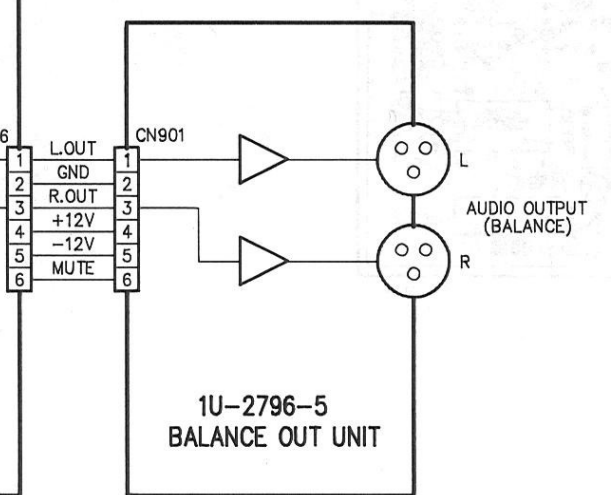 6
CN901
1 L.OUT 1
2 GND 2
3 R.OUT 3
4 +12V 4
5 -12V 5
6 MUTE 6
L
AUDIO OUTPUT
(BALANCE)
R
1U-2796-5
BALANCE OUT UNIT